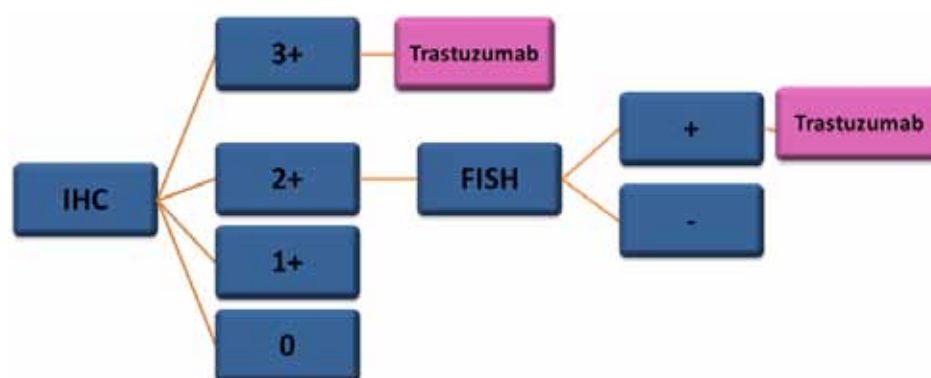 3+
Trastuzumab
+
Trastuzumab
IHC
2+
FISH
-
1+
0